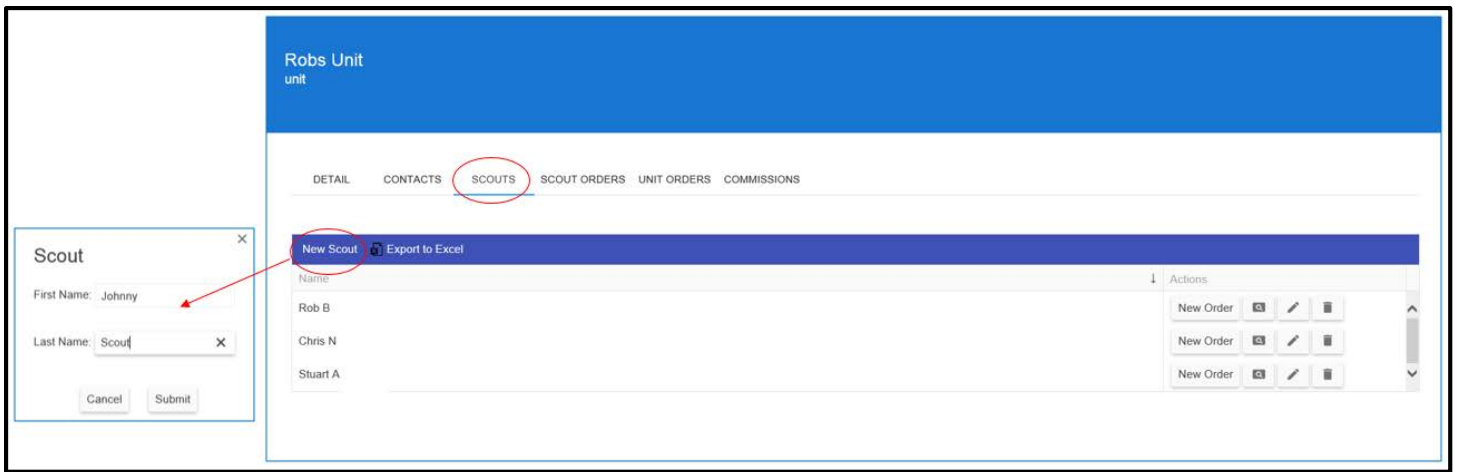 Robs Unit
unit
DETAIL CONTACTS SCOUTS SCOUT ORDERS UNIT ORDERS COMMISSIONS
New Scout Export to Excel
Name Actions
Rob B New Order
Chris N New Order
Stuart A New Order
Scout
First Name: Johnny
Last Name: Scout
Cancel Submit